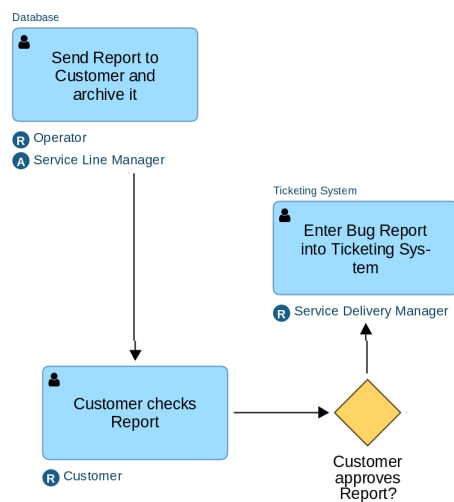 Database
Send Report to
Customer and
archive it
R Operator
A Service Line Manager
Ticketing System
Enter Bug Report
into Ticketing Sys-
tem
R Service Delivery Manager
Customer checks
Report
R Customer
Customer
approves
Report?